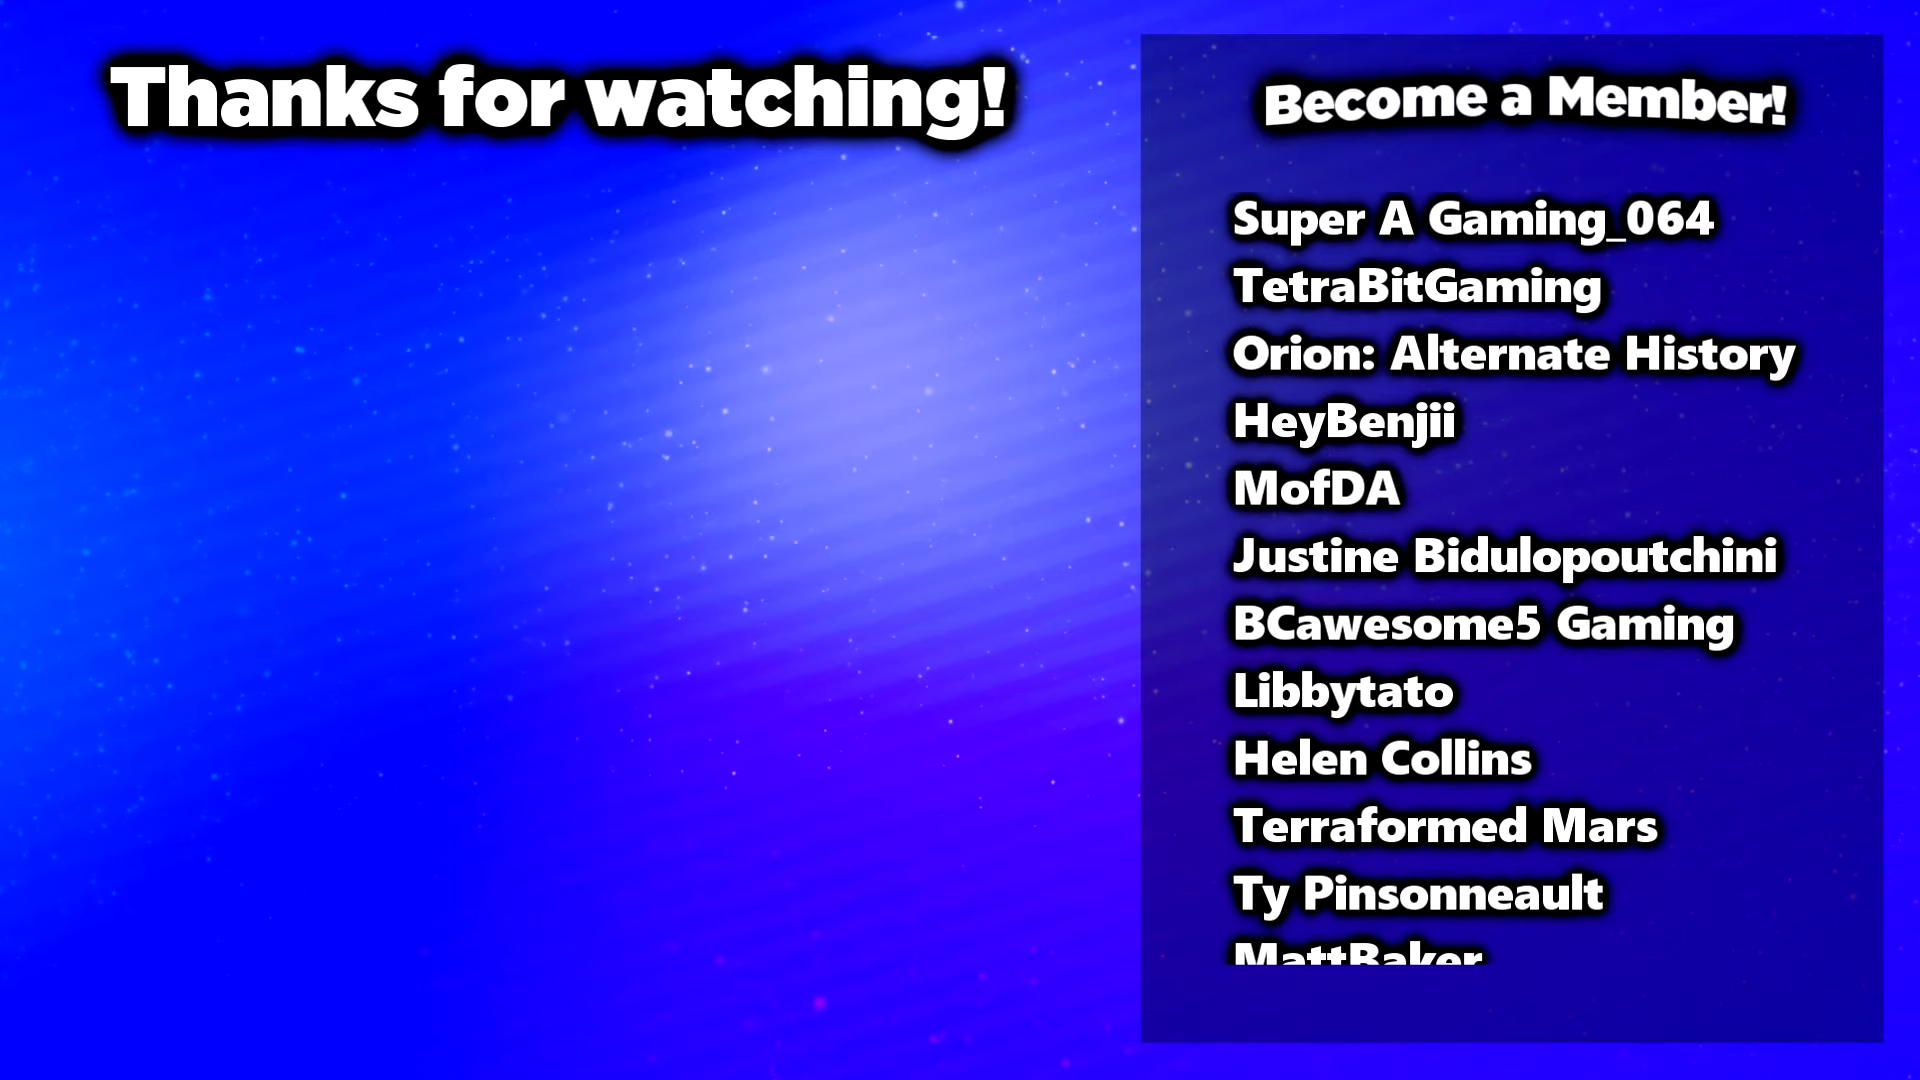 Thanks for watching!
Become a Member!
Super A Gaming_064
TetraBitGaming
Orion: Alternate History
HeyBenjii
MofDA
Justine Bidulopoutchini
BCawesome5 Gaming
Libbytato
Helen Collins
Terraformed Mars
Ty Pinsonneault
MattBaker